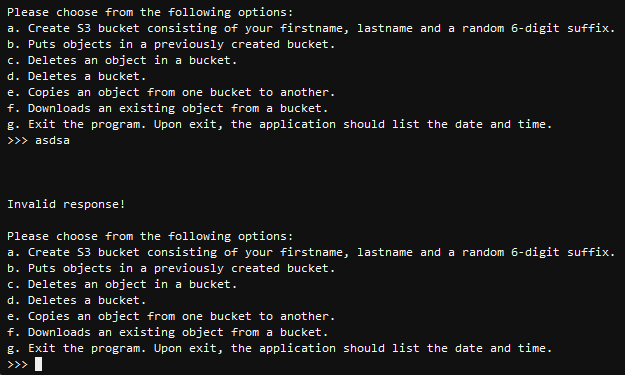 Please choose from the following options:
a. Create S3 bucket consisting of your firstname, lastname and a random 6-digit suffix.
b. Puts objects in a previously created bucket.
c. Deletes an object in a bucket.
d. Deletes a bucket.
e. Copies an object from one bucket to another.
f. Downloads an existing object from a bucket.
g. Exit the program. Upon exit, the application should list the date and time.
>>> asdsa
Invalid response!
Please choose from the following options:
a. Create S3 bucket consisting of your firstname, lastname and a random 6-digit suffix.
b. Puts objects in a previously created bucket.
c. Deletes an object in a bucket.
d. Deletes a bucket.
e. Copies an object from one bucket to another.
f. Downloads an existing object from a bucket.
g. Exit the program. Upon exit, the application should list the date and time.
>>>